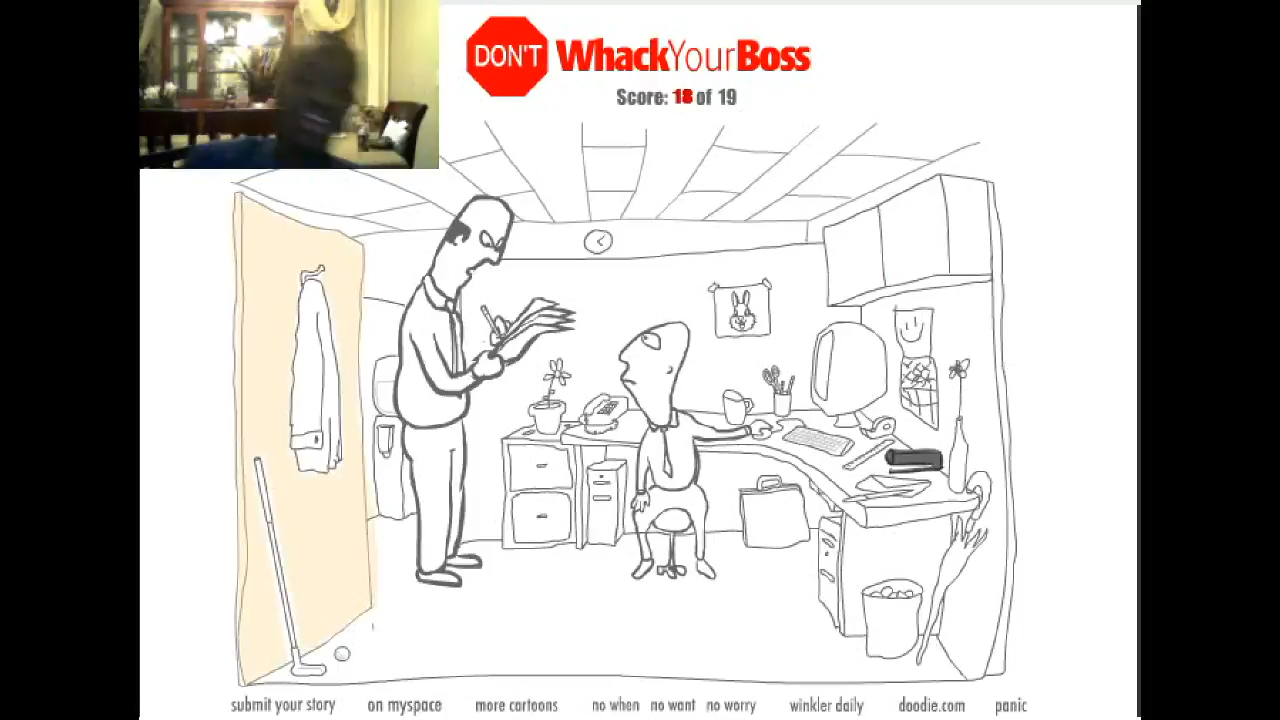 DON'T WhackYourBoss
Score: 18 of 19
submit your story on myspace more cartoons no when no want no worry winkler daily doodie.com panic